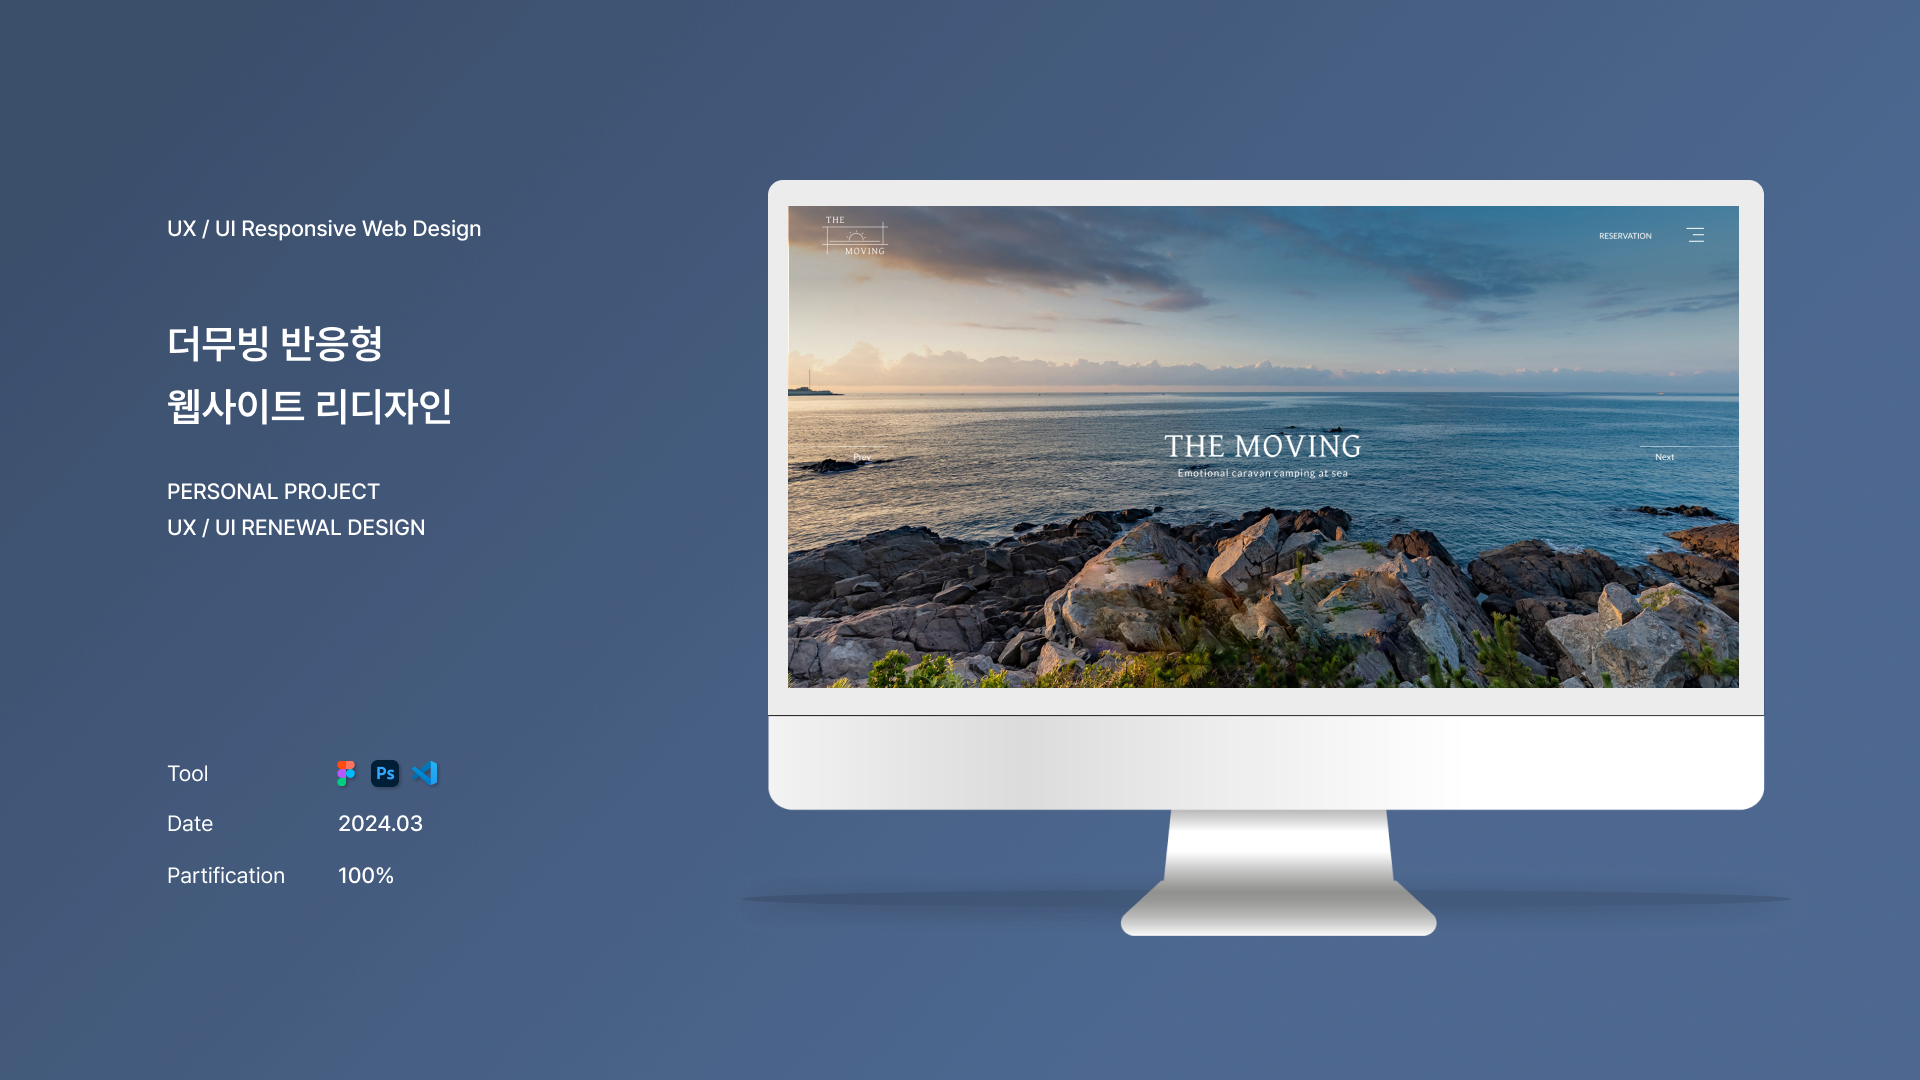 UX / UI Responsive Web Design
더무빙 반응형
웹사이트 리디자인
PERSONAL PROJECT
UX / UI RENEWAL DESIGN
Tool
Ps
Date 2024.03
Partification 100%
THE
MOVING
RESERVATION
THE MOVING
Emotional caravan camping at sea
Prev
Next